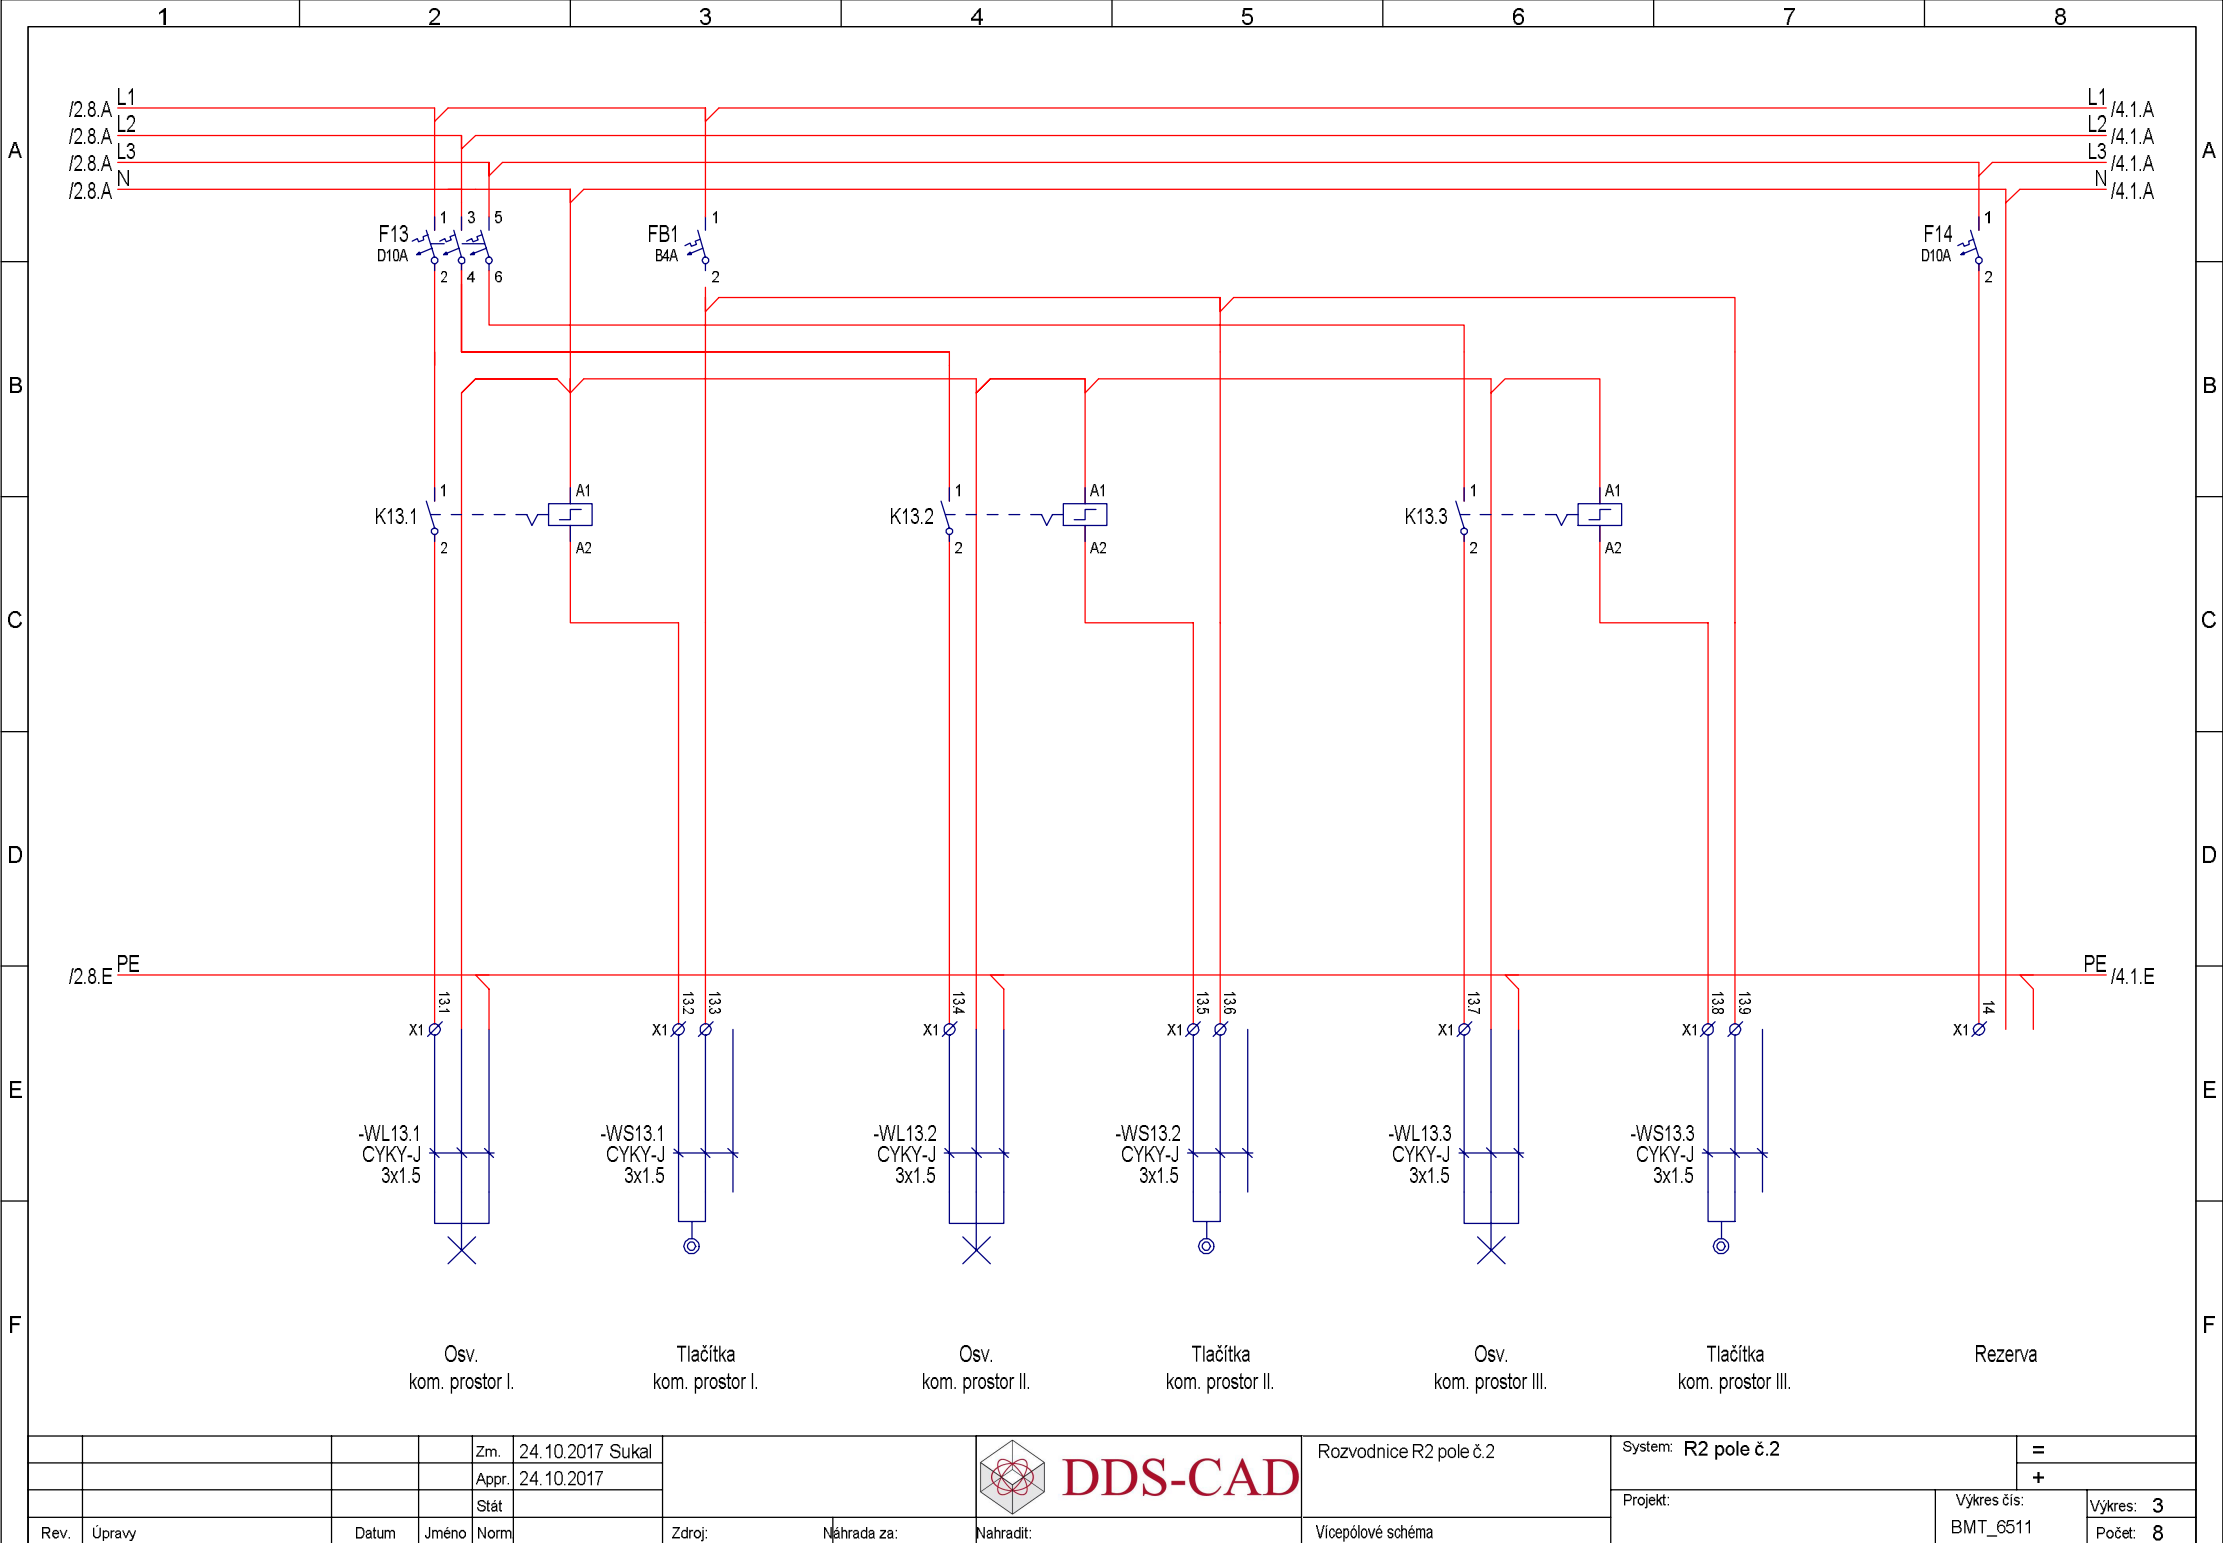 1 2 3 4 5 6 7 8
/2.8.A L1 L1 /4.1.A
/2.8.A L2 L2 /4.1.A
A A
/2.8.A L3 L3 /4.1.A
/2.8.A N N /4.1.A
1 3 5 1 1
F13 FB1 F14
D10A B4A D10A
2 4 6 2 2
B B
1 A1 1 A1 1 A1
K13.1 K13.2 K13.3
2 A2 2 A2 2 A2
C C
D D
/2.8.E PE PE /4.1.E
13.1 13.2 13.3 13.4 13.5 13.6 13.7 13.8 13.9 14
X1 X1 X1 X1 X1 X1 X1
E E
-WL13.1 -WS13.1 -WL13.2 -WS13.2 -WL13.3 -WS13.3
CYKY-J CYKY-J CYKY-J CYKY-J CYKY-J CYKY-J
3x1.5 3x1.5 3x1.5 3x1.5 3x1.5 3x1.5
F F
Osv. Tlačítka Osv. Tlačítka Osv. Tlačítka Rezerva
kom. prostor I. kom. prostor I. kom. prostor II. kom. prostor II. kom. prostor III. kom. prostor III.
Zm. 24.10.2017 Sukal
Appr. 24.10.2017
Stát
Rev. Úpravy Datum Jméno Norm
Zdroj: Náhrada za: Nahradit:
DDS-CAD
Rozvodnice R2 pole č.2
Vícepólové schéma
System: R2 pole č.2
=
+
Projekt:
Výkres čís:
BMT_6511
Výkres: 3
Počet: 8